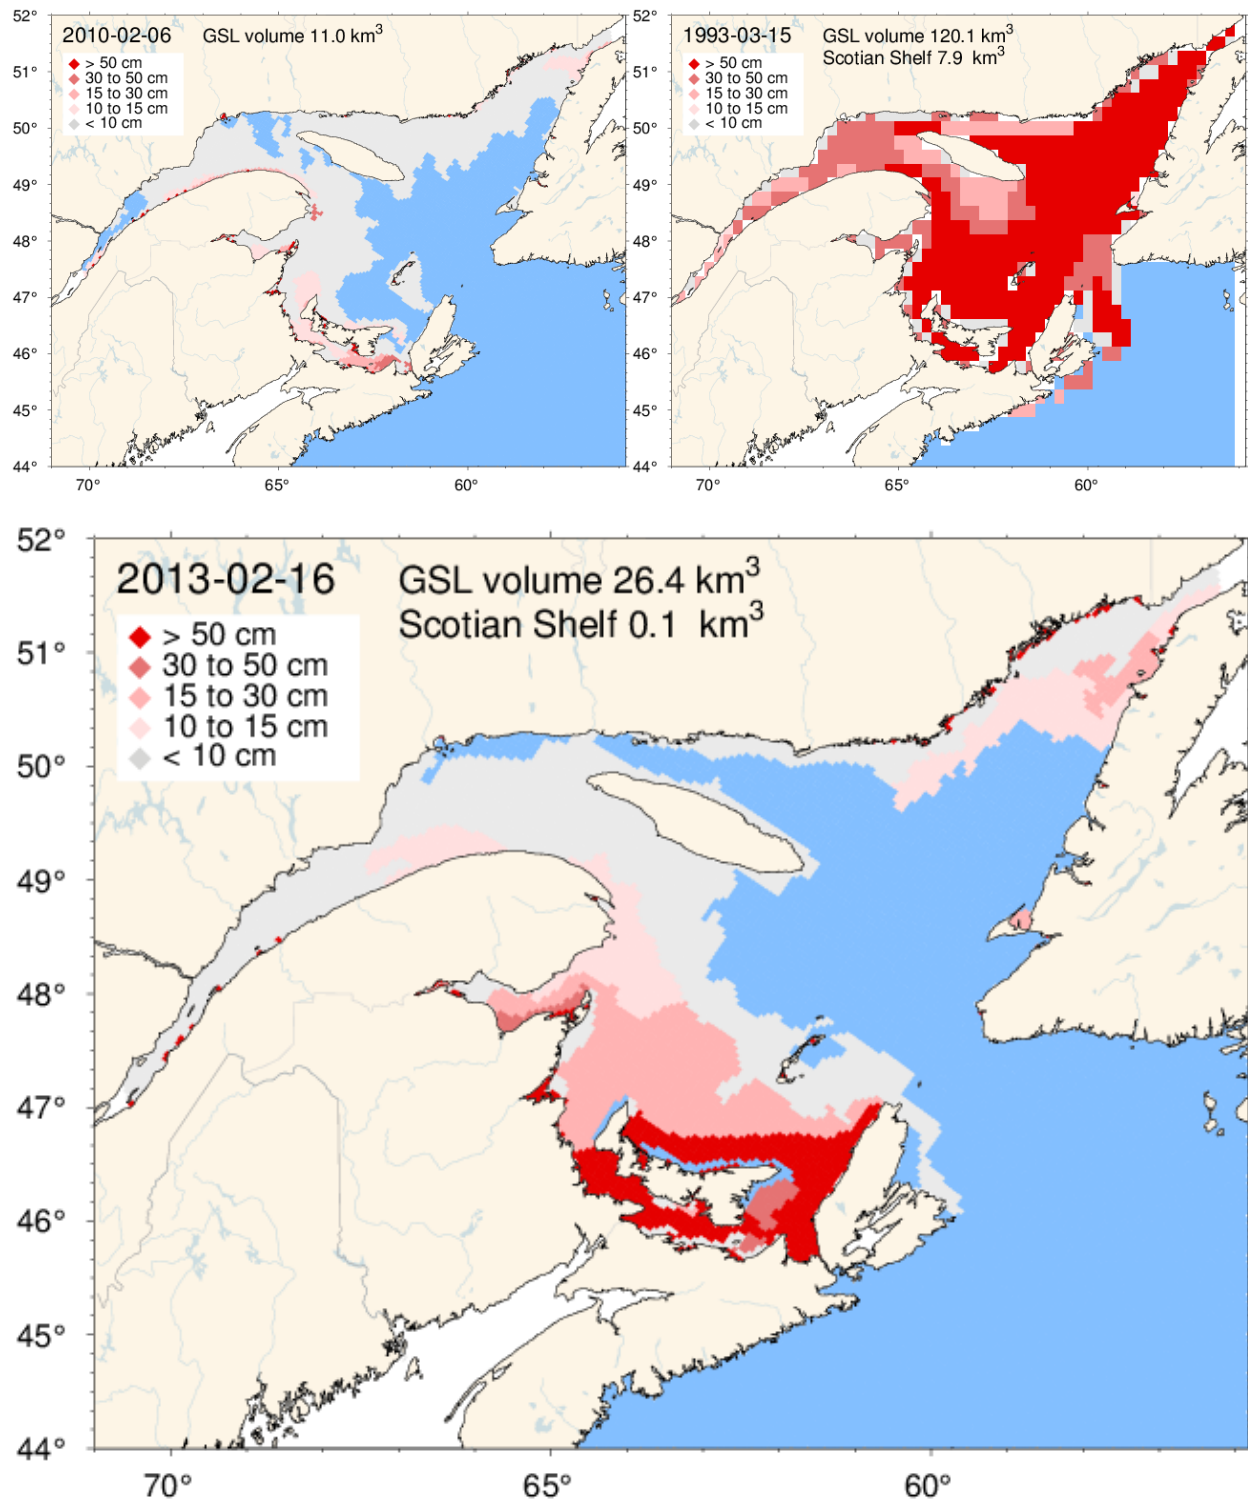 52°
2010-02-06 GSL volume 11.0 km³
> 50 cm
30 to 50 cm
15 to 30 cm
10 to 15 cm
< 10 cm
51°
50°
49°
48°
47°
46°
45°
44°
70° 65° 60°
52°
1993-03-15 GSL volume 120.1 km³
Scotian Shelf 7.9 km³
> 50 cm
30 to 50 cm
15 to 30 cm
10 to 15 cm
< 10 cm
51°
50°
49°
48°
47°
46°
45°
44°
70° 65° 60°
52°
2013-02-16 GSL volume 26.4 km³
Scotian Shelf 0.1 km³
> 50 cm
30 to 50 cm
15 to 30 cm
10 to 15 cm
< 10 cm
51°
50°
49°
48°
47°
46°
45°
44°
70° 65° 60°